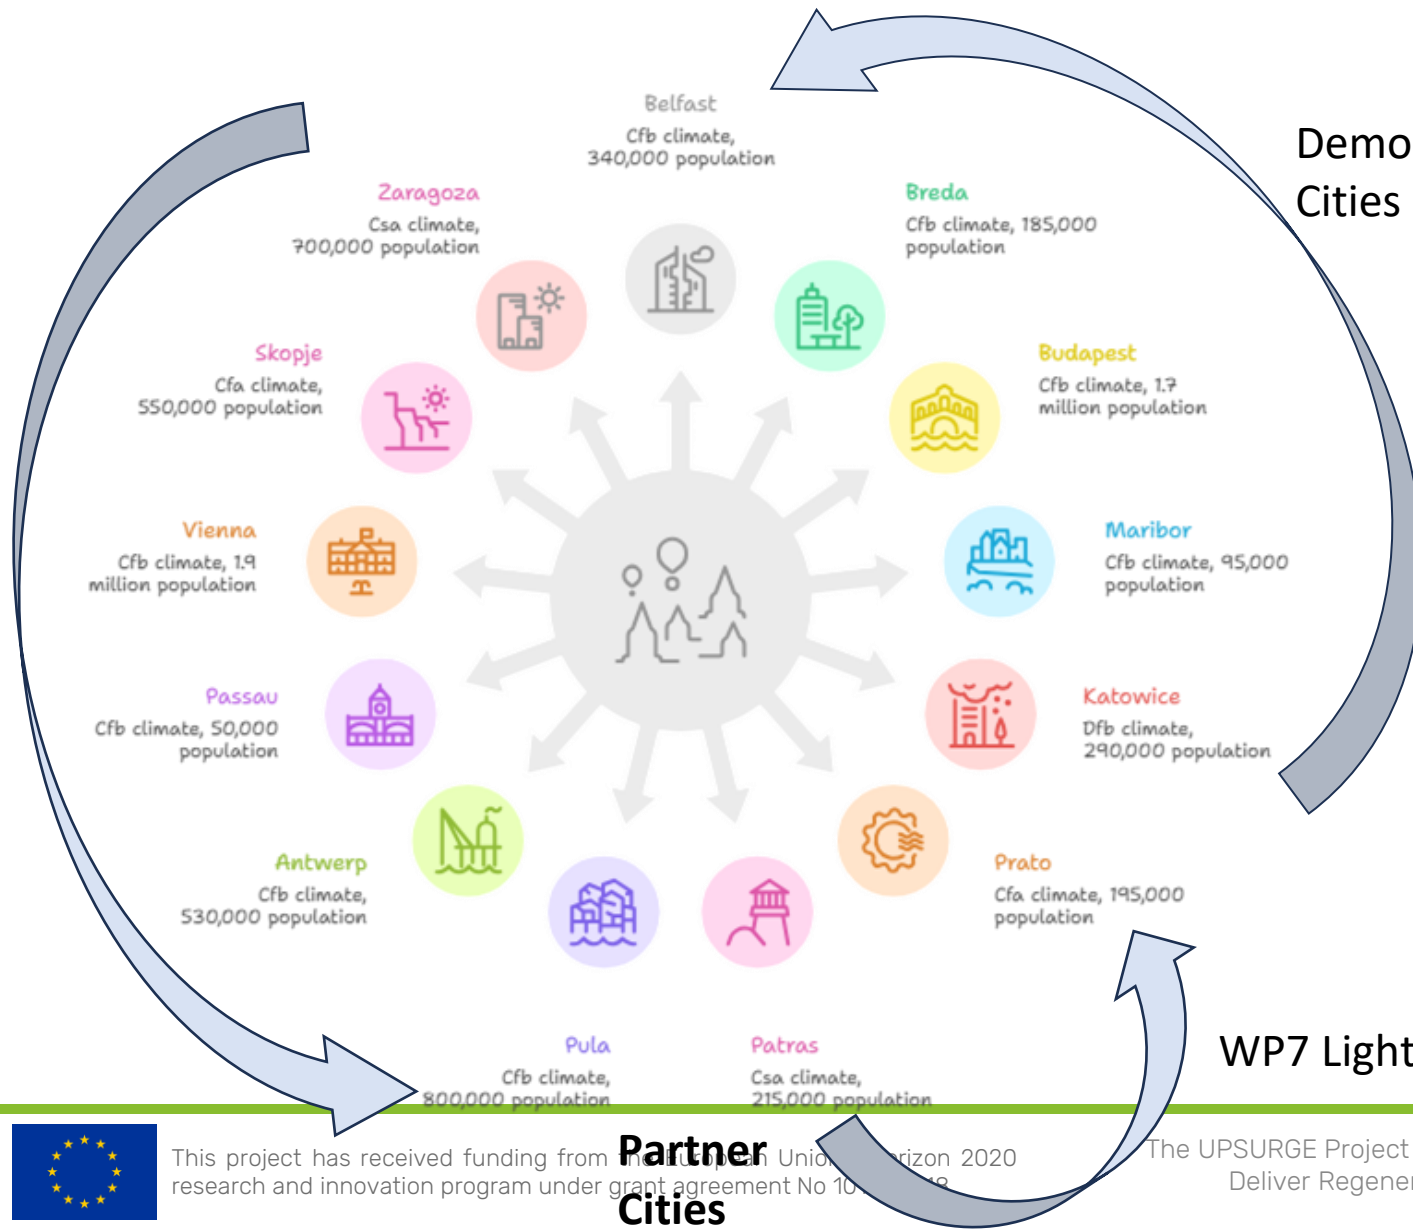 Belfast
Cfb climate,
340,000 population
Demo
Cities
Zaragoza
Csa climate,
700,000 population
Breda
Cfb climate, 185,000
population
Skopje
Cfa climate,
550,000 population
Budapest
Cfb climate, 1.7
million population
Vienna
Cfb climate, 1.9
million population
Maribor
Cfb climate, 95,000
population
Passau
Cfb climate, 50,000
population
Katowice
Dfb climate,
290,000 population
Antwerp
Cfb climate,
530,000 population
Prato
Cfa climate, 195,000
population
Pula
Cfb climate,
800,000 population
Patras
Csa climate,
215,000 population
WP7 Light
Partner
Cities
This project has received funding from the European Union Horizon 2020
research and innovation program under grant agreement No
The UPSURGE Project
Deliver